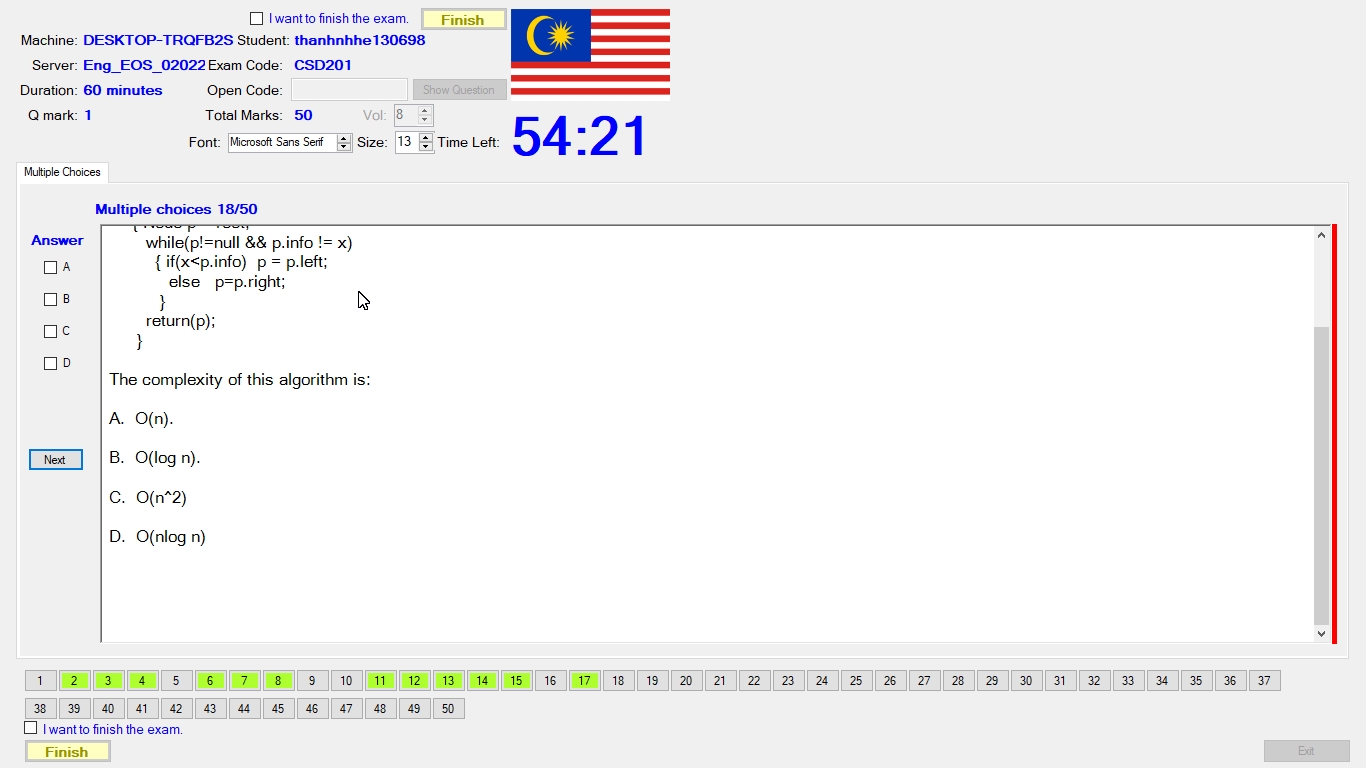 I want to finish the exam. Finish
Machine: DESKTOP-TRQFB2S Student: thanhnhhe130698
Server: Eng_EOS_02022 Exam Code: CSD201
Duration: 60 minutes Open Code: Show Question
Q mark: 1 Total Marks: 50 Vol: 8
Font: Microsoft Sans Serif Size: 13 Time Left: 54:21
Multiple Choices
Multiple choices 18/50
Answer
A
B
C
D
Next
while(p!=null && p.info != x)
{ if(x<p.info) p = p.left;
else p=p.right;
}
return(p);
}
The complexity of this algorithm is:
A. O(n).
B. O(log n).
C. O(n^2)
D. O(nlog n)
1 2 3 4 5 6 7 8 9 10 11 12 13 14 15 16 17 18 19 20 21 22 23 24 25 26 27 28 29 30 31 32 33 34 35 36 37
38 39 40 41 42 43 44 45 46 47 48 49 50
I want to finish the exam.
Finish
Exit